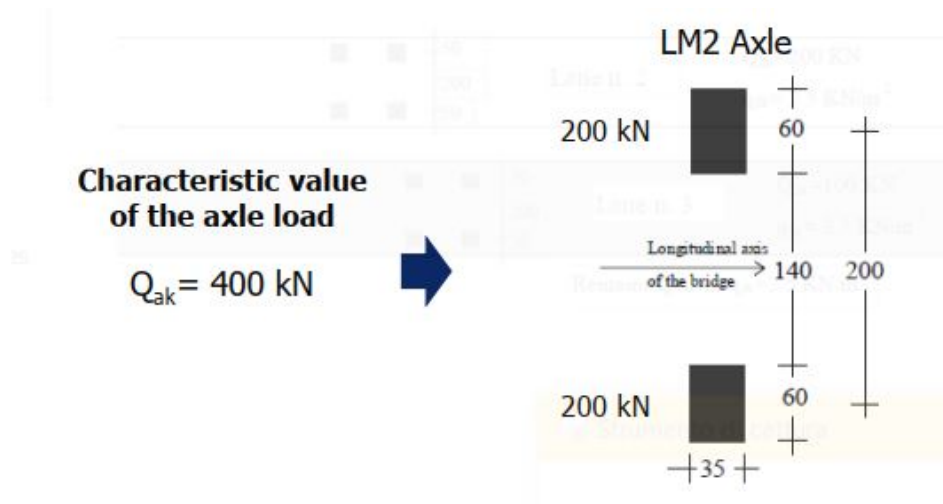 LM2 Axle
200 kN
60
Characteristic value
of the axle load
Q_ak = 400 kN
Longitudinal axis
of the bridge
140
200
200 kN
60
35